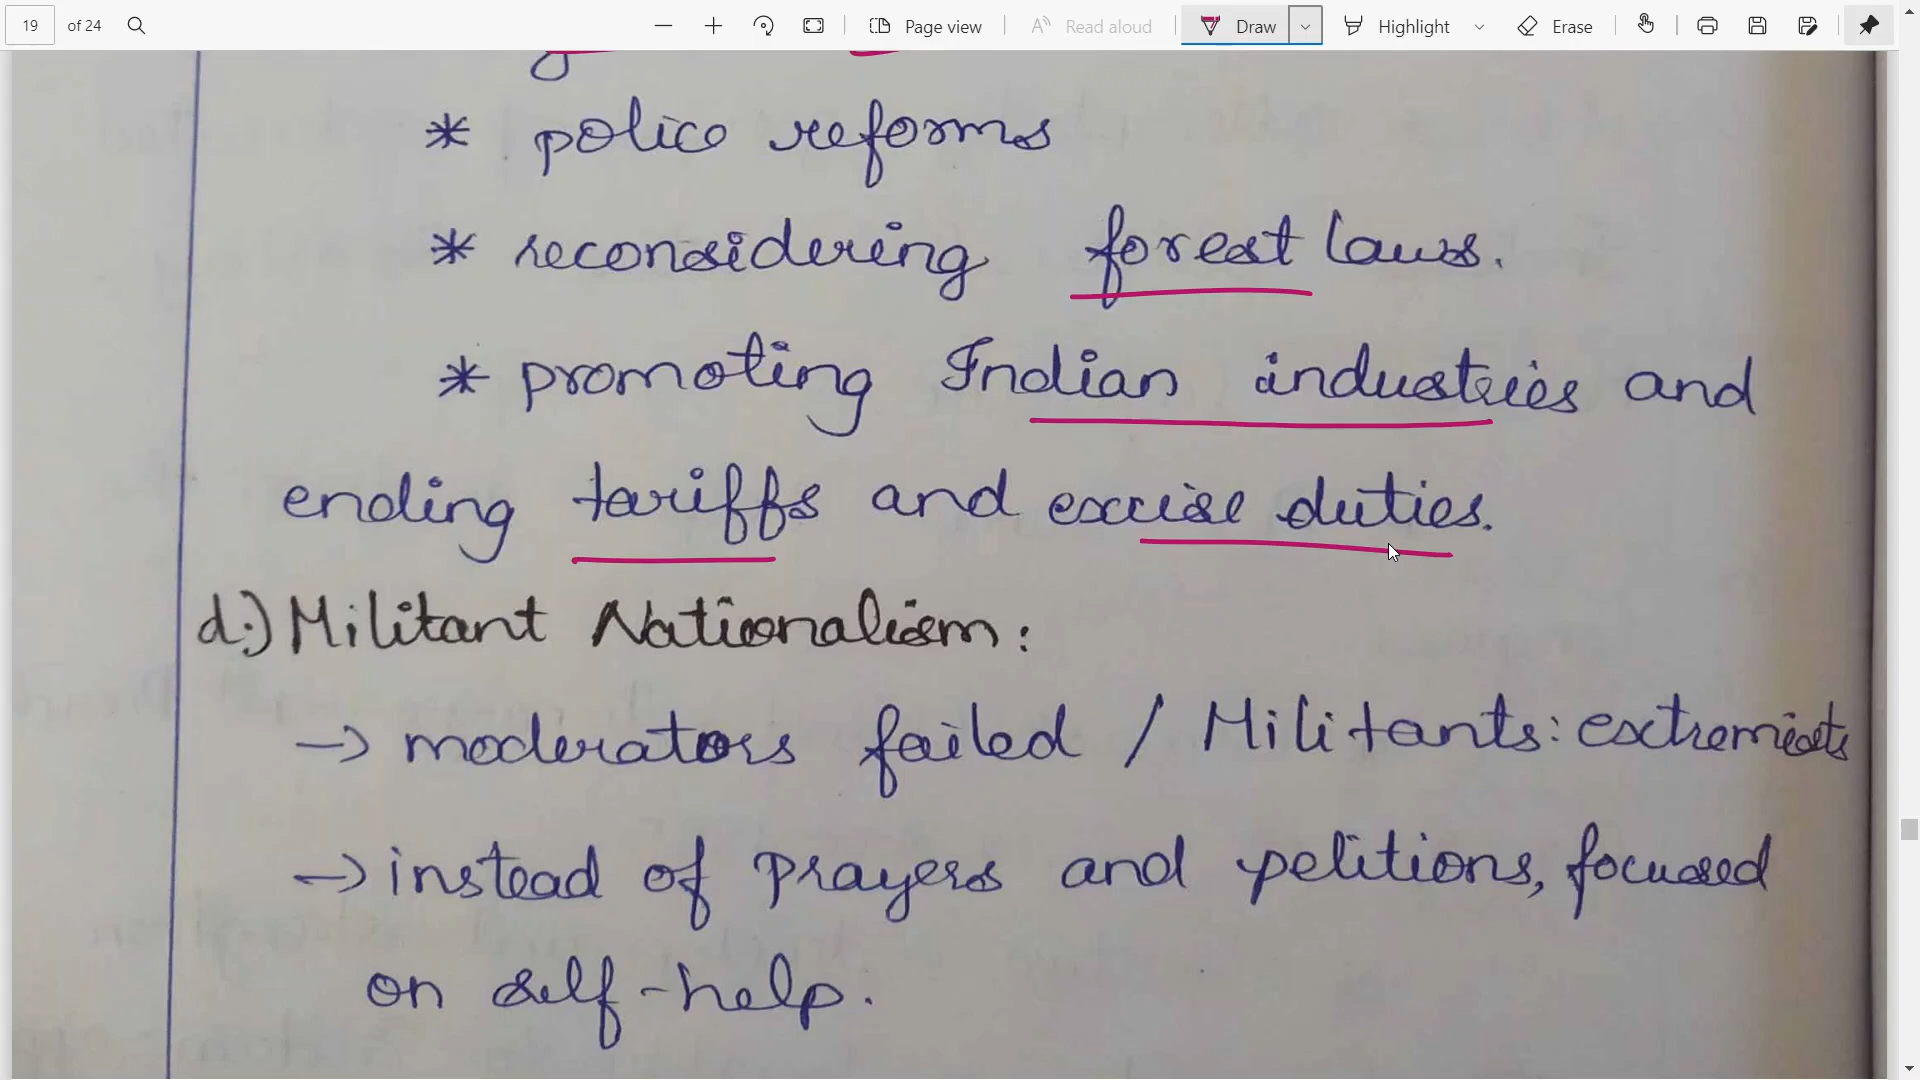 19 of 24 Page view Read aloud Draw Highlight Erase
* police reforms
* reconsidering forest laws.
* promoting Indian industries and
ending tariffs and excise duties.
d.) Militant Nationalism:
→ moderators failed / Militants: extremists
→ instead of prayers and petitions, focused
on self-help.